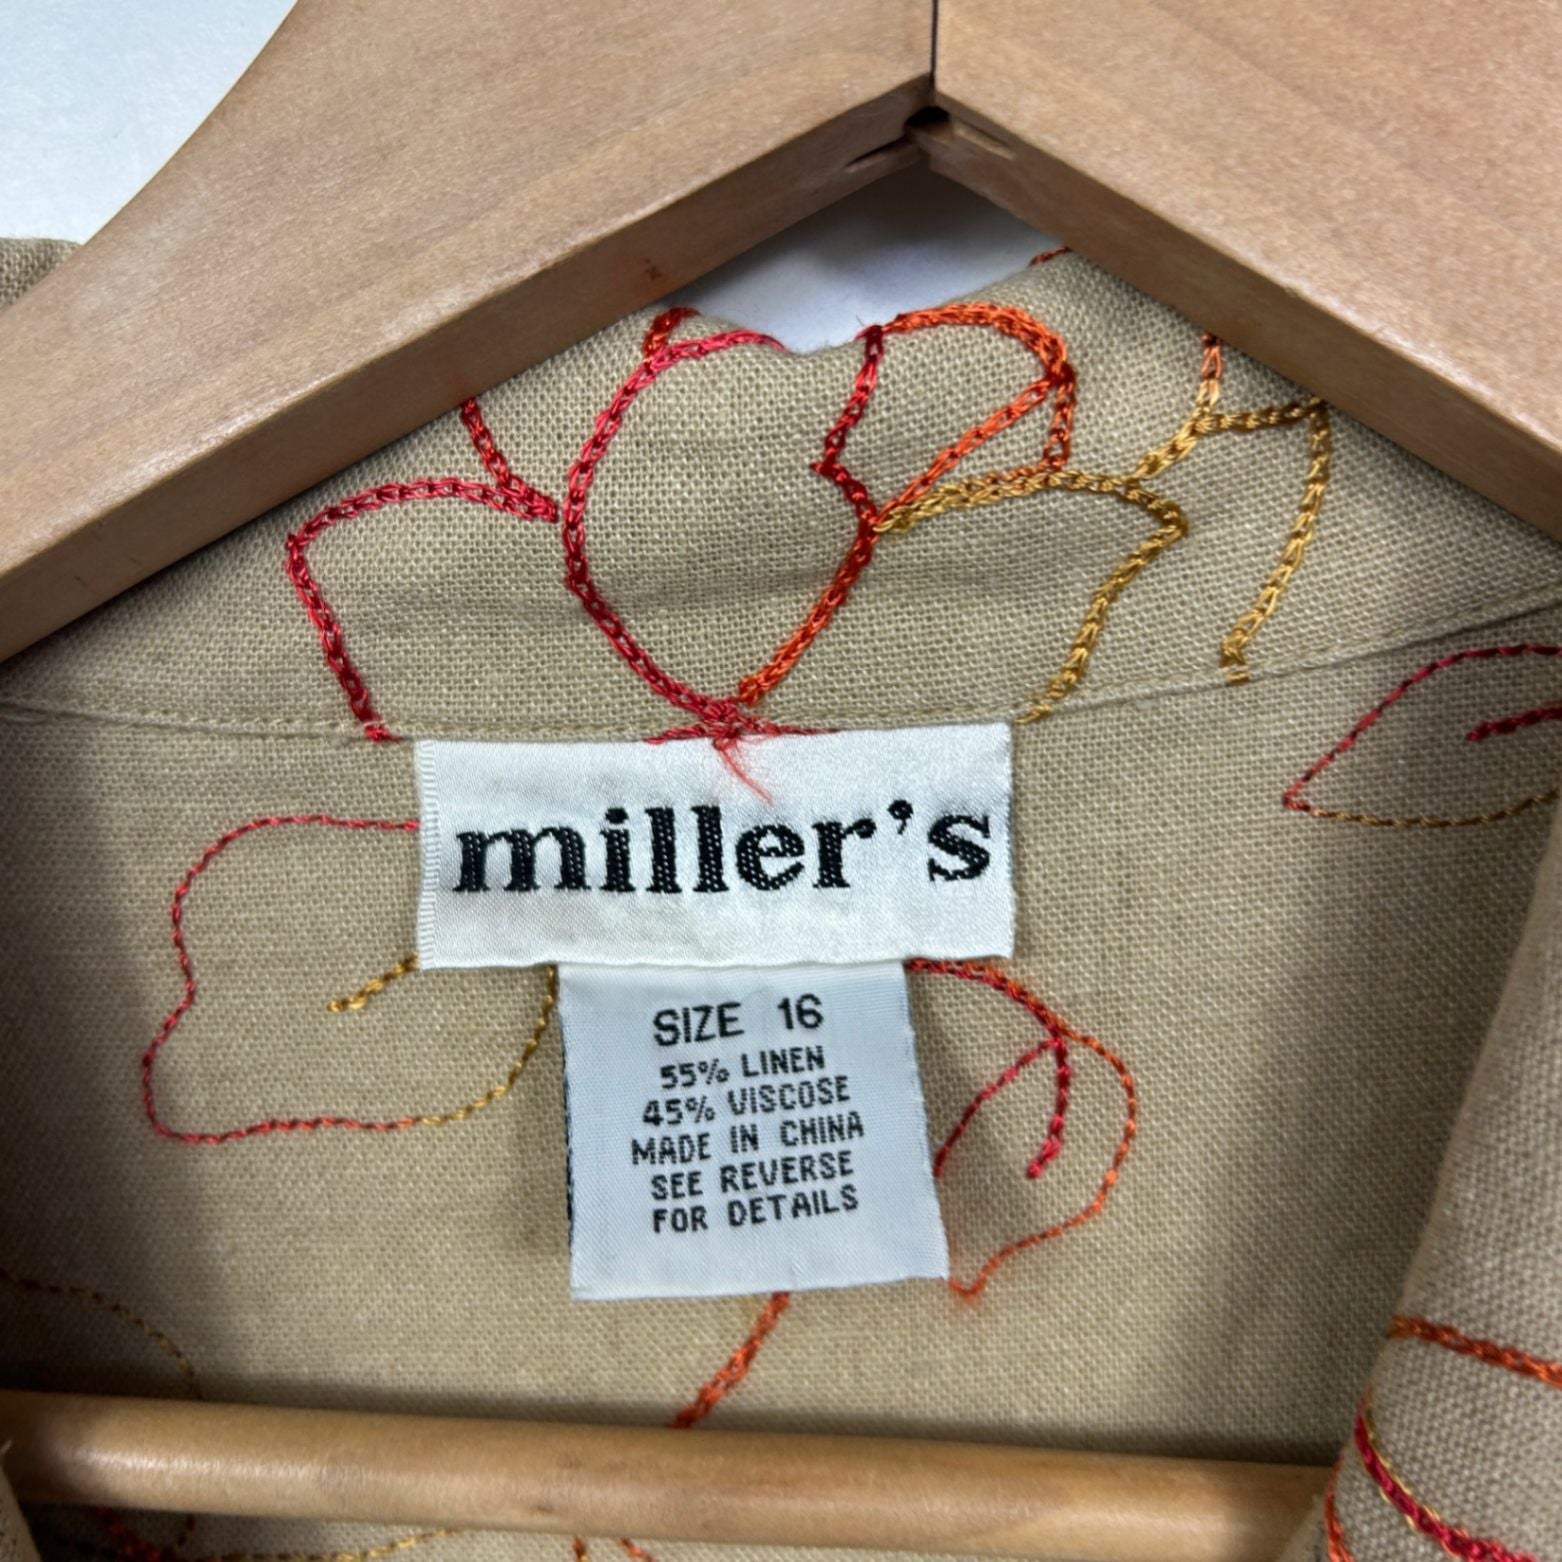 miller's
SIZE 16
55% LINEN
45% VISCOSE
MADE IN CHINA
SEE REVERSE
FOR DETAILS